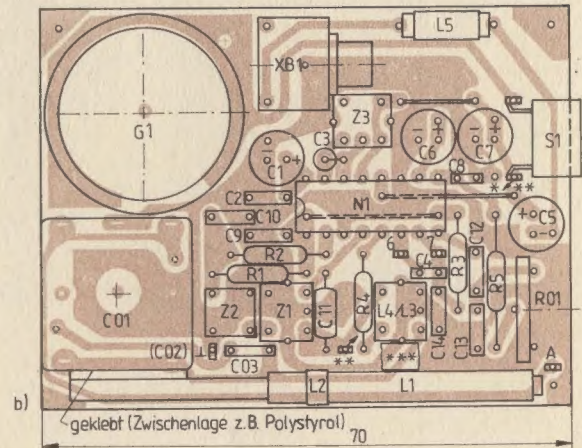 L5
XB1
G1
Z3
S1
C3
C1
C6
C7
C8
****
C2
C10
N1
C5
C9
6
7
C12
R2
C4
R3
R1
R5
C01
Z2
Z1
C11
R4
L4/L3
C14
C13
R01
(C02)
C03
**
***
A
L2
L1
b)
geklebt (Zwischenlage z.B. Polystyrol)
70